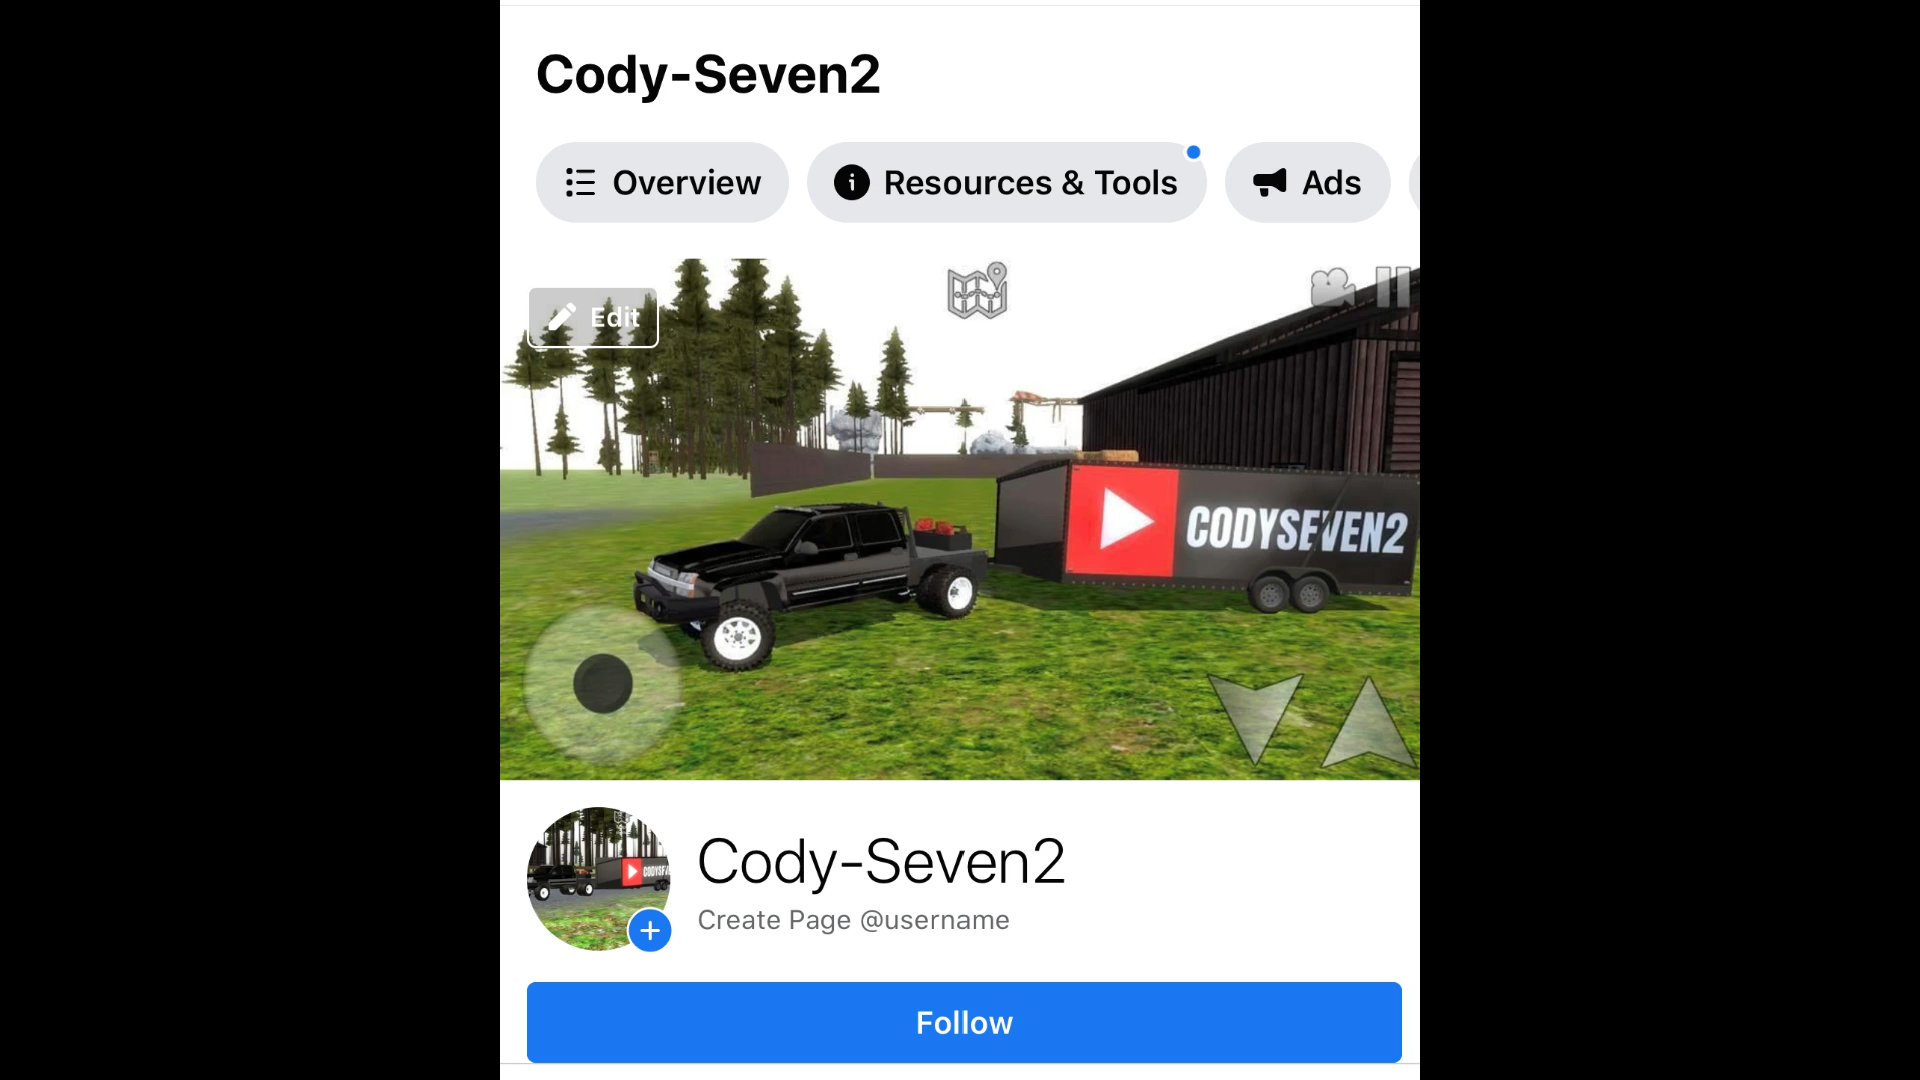 Cody-Seven2
Overview
Resources & Tools
Ads
Edit
CODYSEVEN2
Cody-Seven2
Create Page @username
Follow